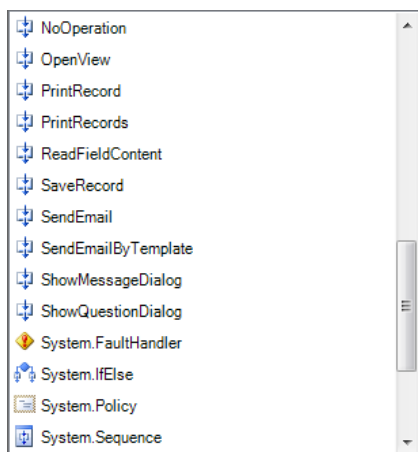 NoOperation
OpenView
PrintRecord
PrintRecords
ReadFieldContent
SaveRecord
SendEmail
SendEmailByTemplate
ShowMessageDialog
ShowQuestionDialog
System.FaultHandler
System.IfElse
System.Policy
System.Sequence